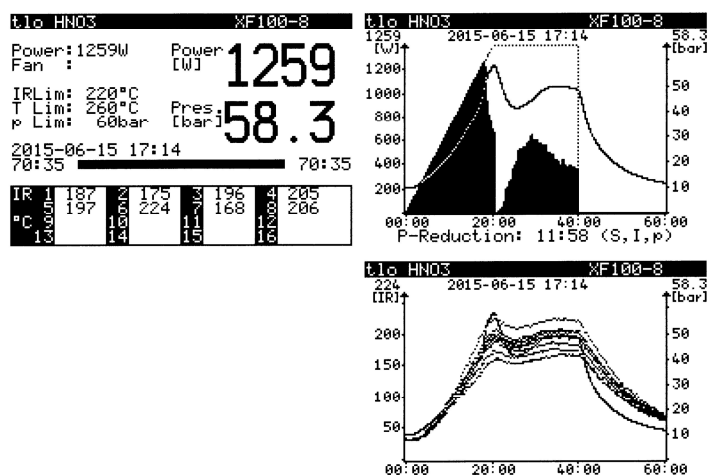 tlo HNO3 XF100-8
Power:1259W Power 1259
Fan : [W]
IRLim: 220°C
T Lim: 260°C Pres. 58.3
p Lim: 60bar [bar]
2015-06-15 17:14
70:35 70:35
IR 1 187 2 175 3 196 4 205
5 197 6 224 7 168 8 206
°C 9 10 11 12
13 14 15 16
tlo HNO3 XF100-8
1259 2015-06-15 17:14 58.3
[W] [bar]
1200
1000
800
600
400
200
50
40
30
20
10
00:00 20:00 40:00 60:00
P-Reduction: 11:58 (S,I,p)
tlo HNO3 XF100-8
224 2015-06-15 17:14 58.3
[IR] [bar]
200
150
100
50
50
40
30
20
10
00:00 20:00 40:00 60:00